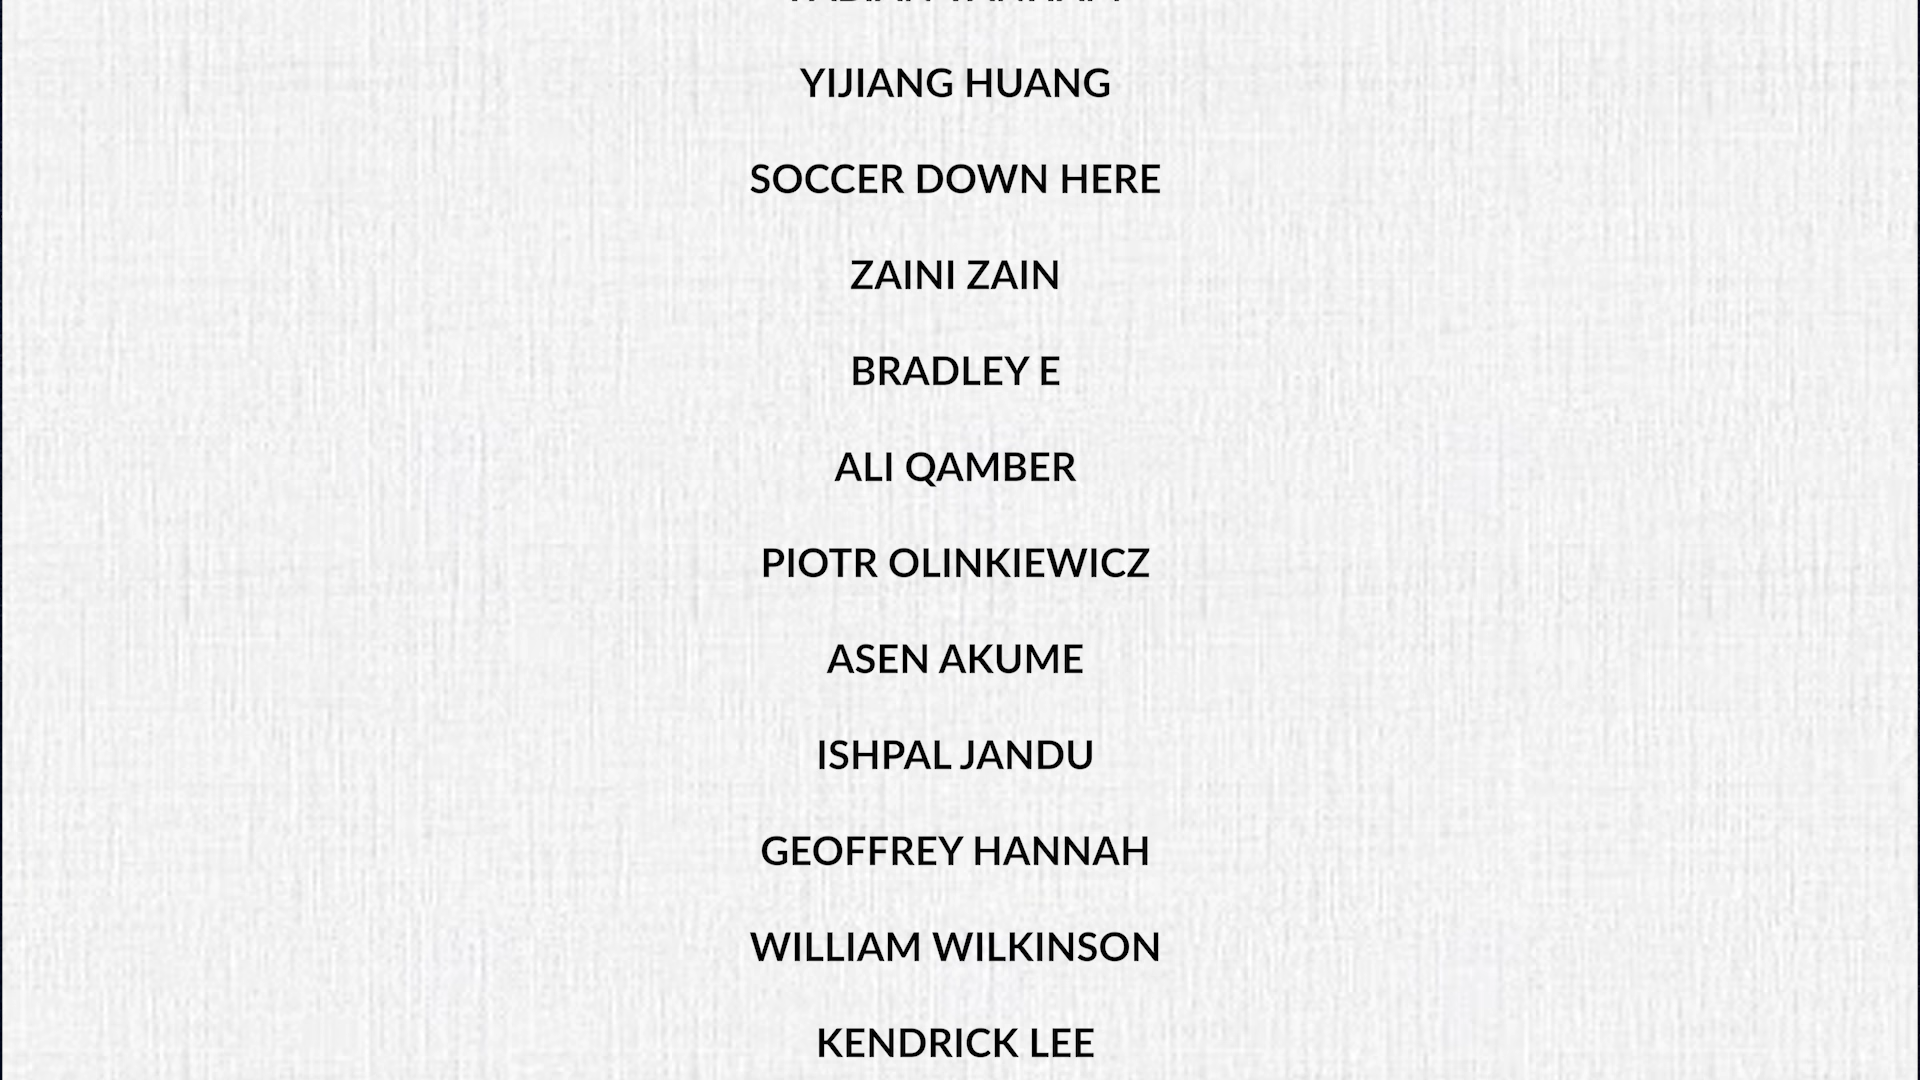 YIJIANG HUANG
SOCCER DOWN HERE
ZAINI ZAIN
BRADLEY E
ALI QAMBER
PIOTR OLINKIEWICZ
ASEN AKUME
ISHPAL JANDU
GEOFFREY HANNAH
WILLIAM WILKINSON
KENDRICK LEE